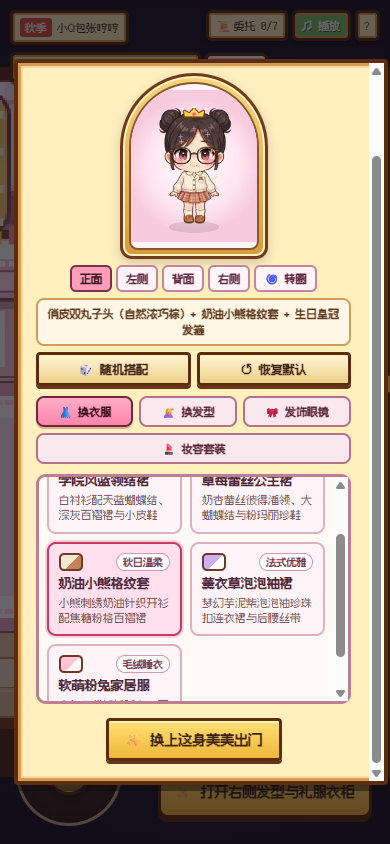 秋季 小Q包张哼哼
委托 0/7
播放
?
正面
左侧
背面
右侧
转圈
俏皮双丸子头（自然浓巧棕）+ 奶油小熊格纹套 + 生日皇冠
发箍
随机搭配
恢复默认
换衣服
换发型
发饰眼镜
妆容套装
学院风蓝领结裙
白衬衫配天蓝蝴蝶结、
深灰百褶裙与小皮鞋
草莓蕾丝公主裙
奶杏蕾丝彼得潘领、大
蝴蝶结与粉玛丽珍鞋
秋日温柔
奶油小熊格纹套
小熊刺绣奶油针织开衫
配焦糖粉格百褶裙
法式优雅
薰衣草泡泡袖裙
梦幻芋泥紫泡泡袖珍珠
扣连衣裙与后腰丝带
毛绒睡衣
软萌粉兔家居服
换上这身美美出门
打开右侧发型与礼服衣柜